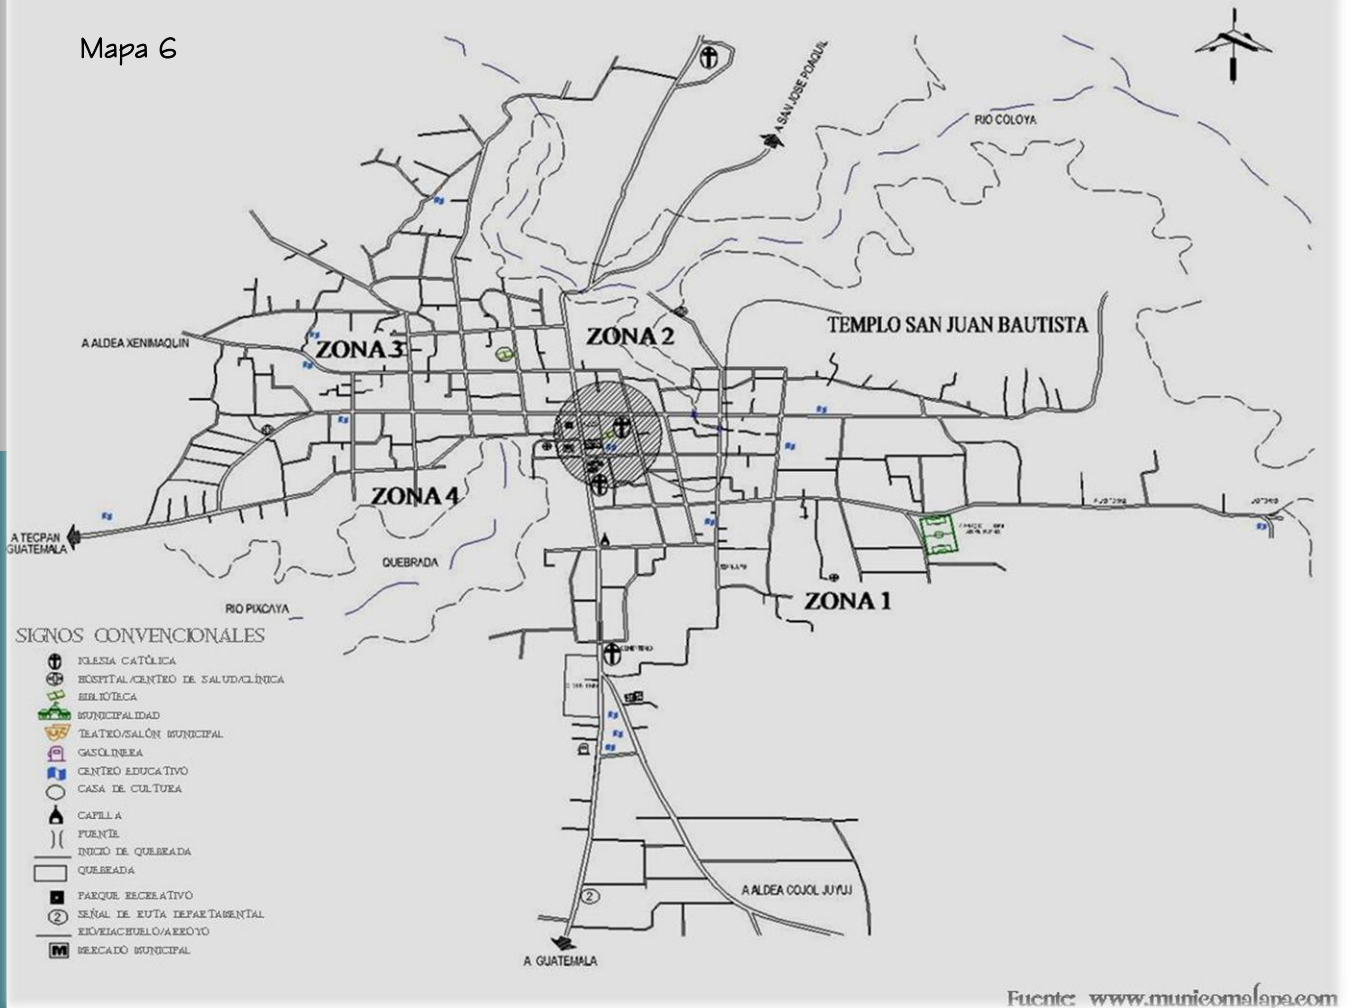 Mapa 6
A SAN JOSE POAQUIL
RIO COLOYA
TEMPLO SAN JUAN BAUTISTA
ZONA 2
A ALDEA XENIMAQUIN
ZONA 3
ZONA 4
A TECPAN
GUATEMALA
QUEBRADA
RIO PIXCAYA
ZONA 1
SIGNOS CONVENCIONALES
IGLESIA CATÓLICA
HOSPITAL/CENTRO DE SALUD/CLÍNICA
BIBLIOTECA
MUNICIPALIDAD
TEATRO/SALÓN MUNICIPAL
GASOLINERA
CENTRO EDUCATIVO
CASA DE CULTURA
CAPILLA
PUENTE
INICIO DE QUEBRADA
QUEBRADA
PARQUE RECREATIVO
2
SEÑAL DE RUTA DEPARTAMENTAL
RIO/RIACHUELO/ARROYO
M
MERCADO MUNICIPAL
A ALDEA COJOL JUYUJ
2
A GUATEMALA
Fuente: www.municomalapa.com